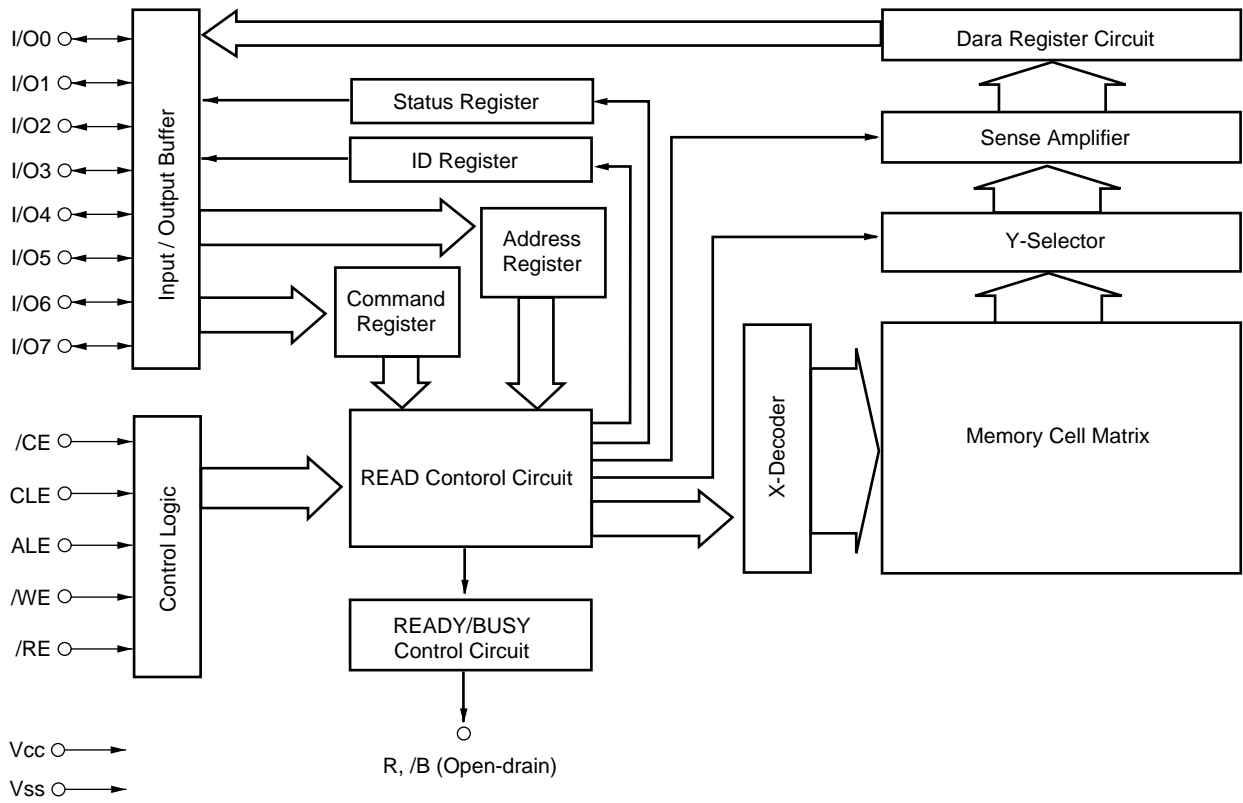 I/O0
I/O1
I/O2
I/O3
I/O4
I/O5
I/O6
I/O7
Input / Output Buffer
Dara Register Circuit
Status Register
Sense Amplifier
ID Register
Address
Register
Y-Selector
Command
Register
/CE
CLE
ALE
/WE
/RE
Control Logic
READ Contorol Circuit
X-Decoder
Memory Cell Matrix
READY/BUSY
Control Circuit
R, /B (Open-drain)
Vcc
Vss